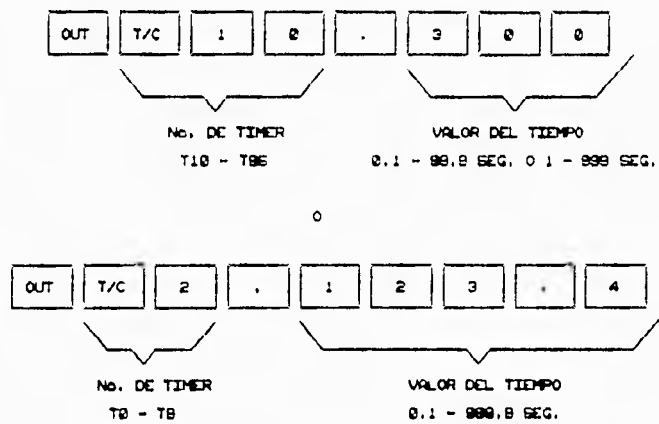 OUT T/C 1 0 . 3 0 0
No. DE TIMER VALOR DEL TIEMPO
T10 - 0.1 - 99.9 SEG. O 1 - 999 SEG.
O
OUT T/C 2 . 1 2 3 . 4
No. DE TIMER VALOR DEL TIEMPO
T0 - T9 0.1 - 999.9 SEG.